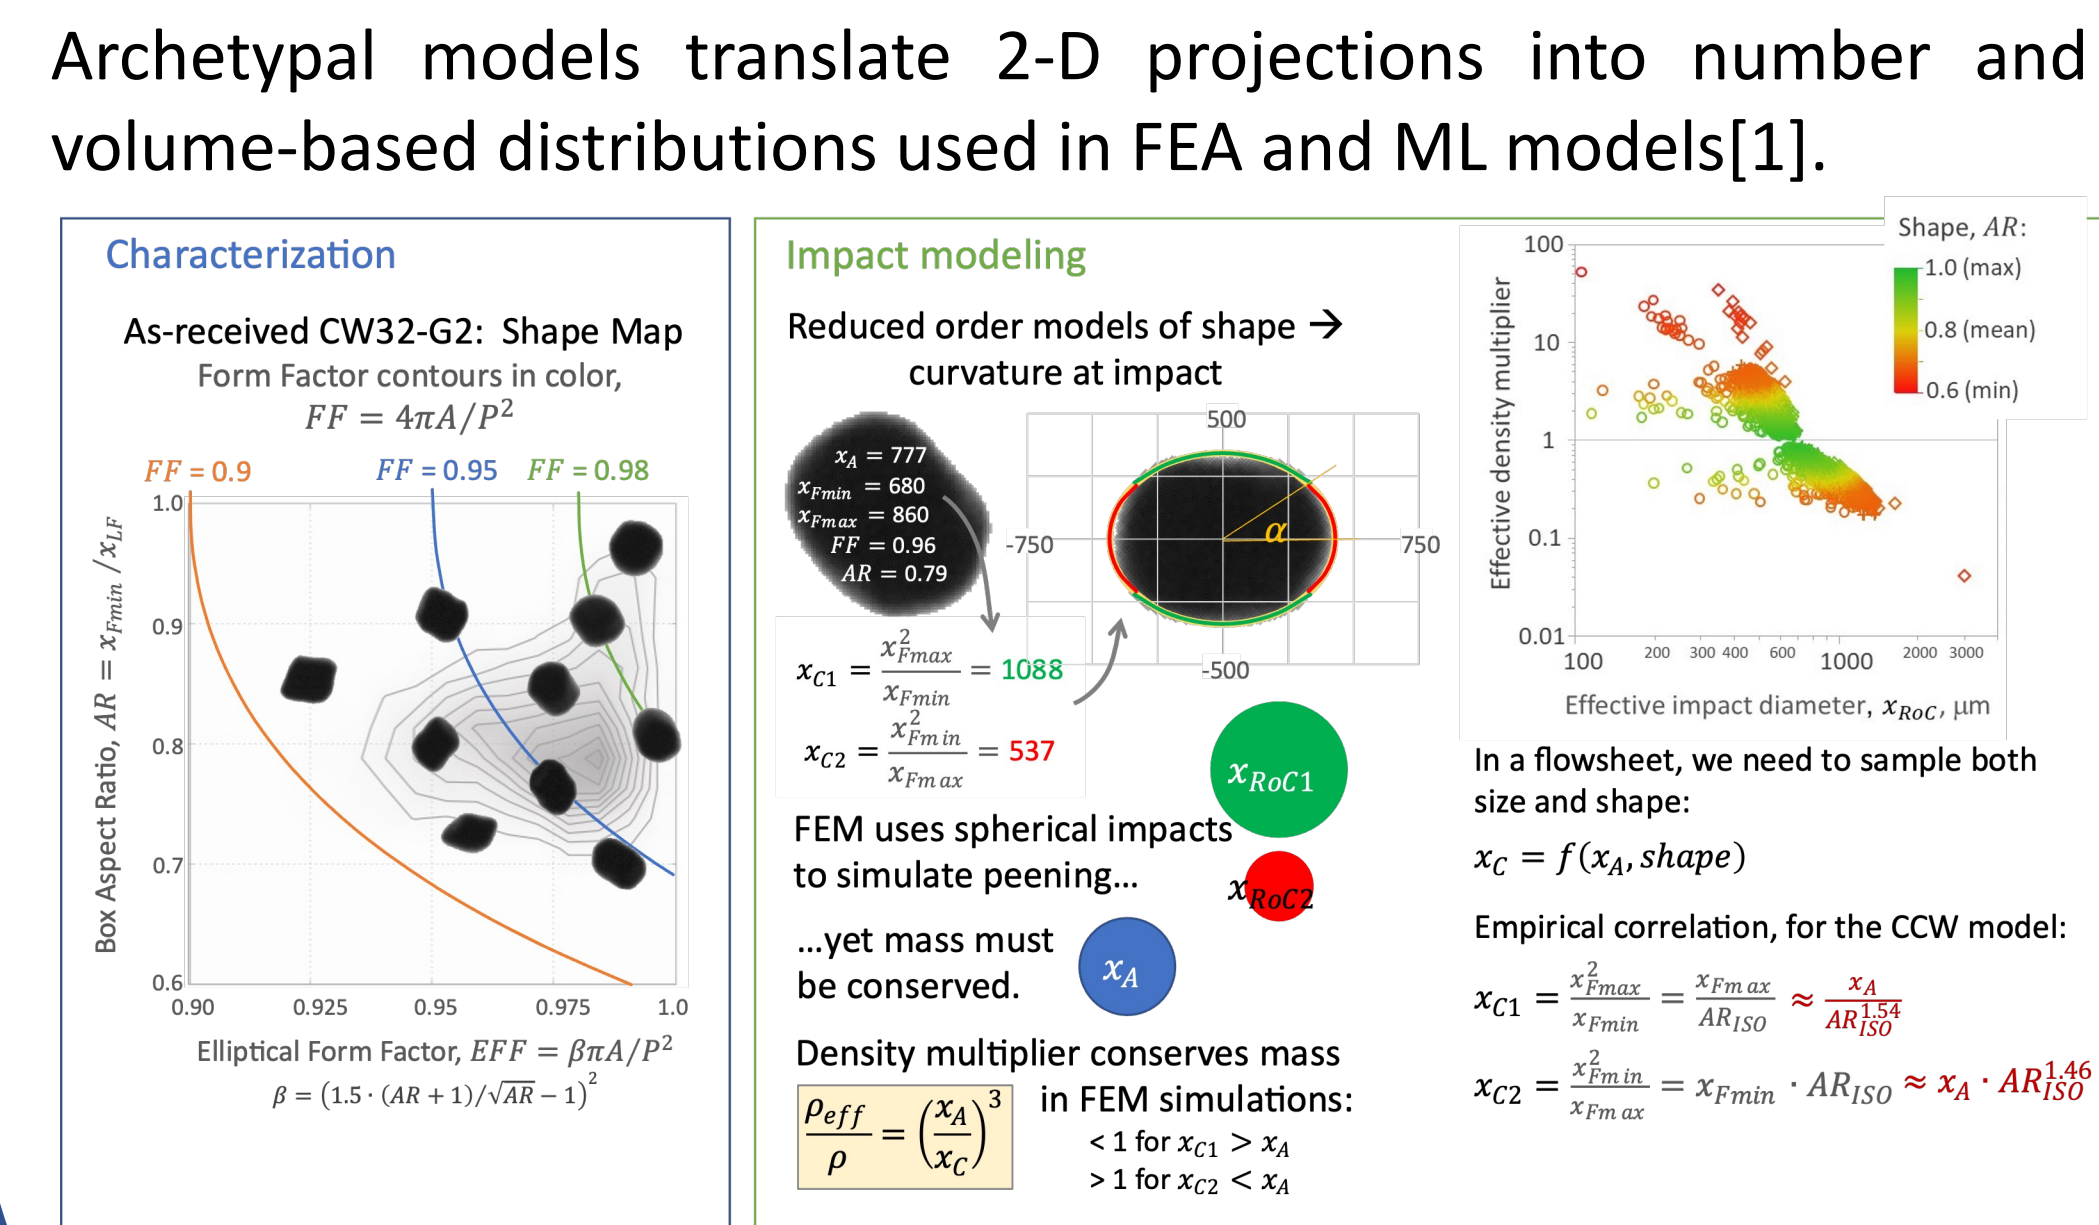 Archetypal models translate 2-D projections into number and
volume-based distributions used in FEA and ML models[1].
Characterization
As-received CW32-G2: Shape Map
Form Factor contours in color,
FF = 4πA/P²
FF = 0.9
FF = 0.95
FF = 0.98
Box Aspect Ratio, AR = x_Fmin /x_LF
1.0
0.9
0.8
0.7
0.6
0.90 0.925 0.95 0.975 1.0
Elliptical Form Factor, EFF = βπA/P²
β = (1.5 · (AR + 1)/√AR − 1)²
Impact modeling
Reduced order models of shape →
curvature at impact
x_A = 777
x_Fmin = 680
x_Fmax = 860
FF = 0.96
AR = 0.79
500
-750
α
750
-500
x_C1 = x²_Fmax / x_Fmin = 1088
x_C2 = x²_Fmin / x_Fmax = 537
x_RoC1
FEM uses spherical impacts
to simulate peening...
x_RoC2
...yet mass must
be conserved.
x_A
Density multiplier conserves mass
in FEM simulations:
ρ_eff / ρ = (x_A / x_C)³
< 1 for x_C1 > x_A
> 1 for x_C2 < x_A
Shape, AR:
1.0 (max)
0.8 (mean)
0.6 (min)
Effective density multiplier
100
10
1
0.1
0.01
100 200 300 400 600 1000 2000 3000
Effective impact diameter, x_RoC, μm
In a flowsheet, we need to sample both
size and shape:
x_C = f(x_A, shape)
Empirical correlation, for the CCW model:
x_C1 = x²_Fmax / x_Fmin = x_Fmax / AR_ISO ≈ x_A / AR_ISO^1.54
x_C2 = x²_Fmin / x_Fmax = x_Fmin · AR_ISO ≈ x_A · AR_ISO^1.46